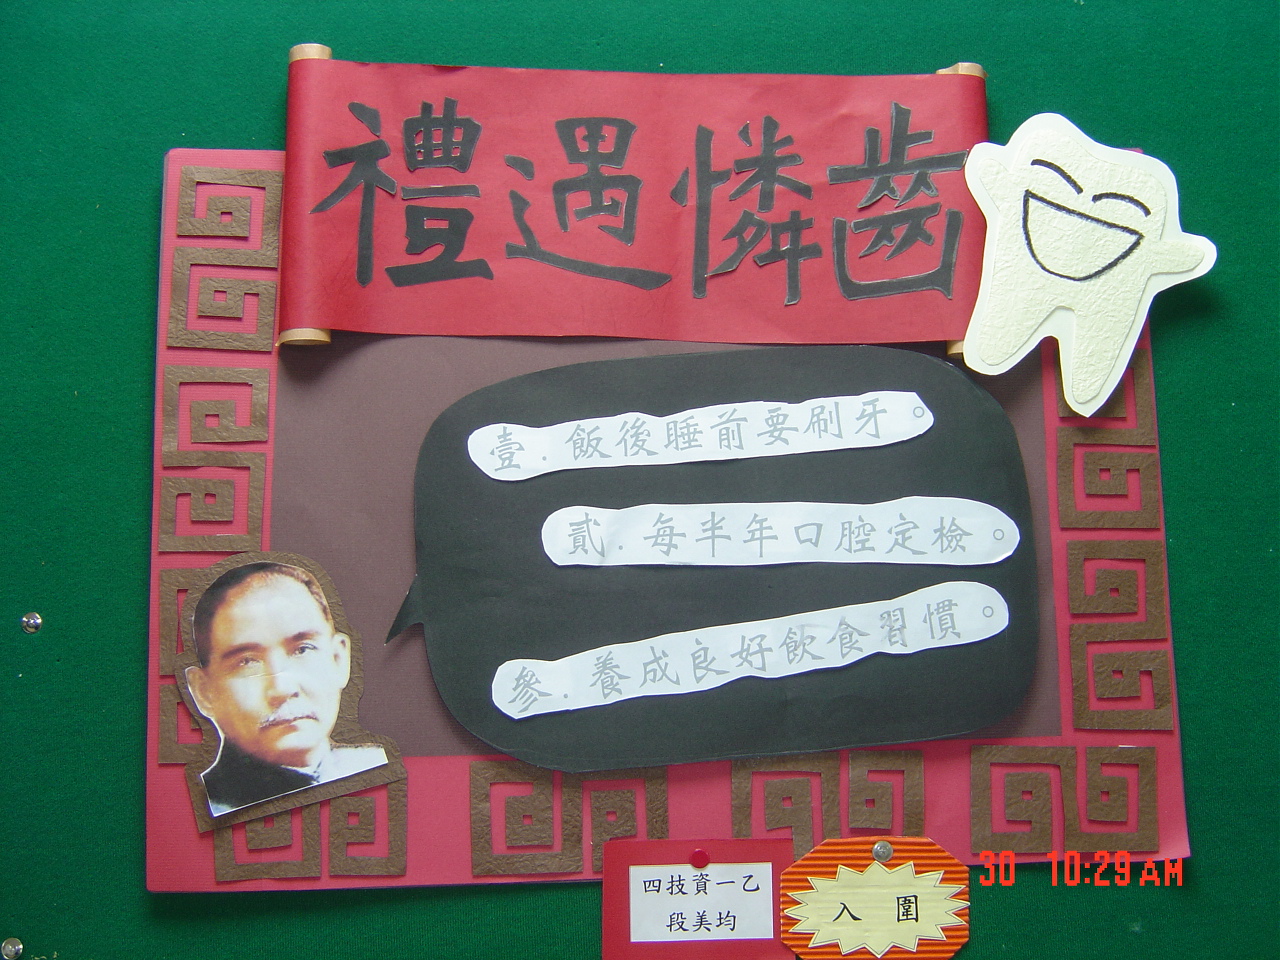 禮遇憐齒
壹.飯後睡前要刷牙。
貳.每半年口腔定檢。
參.養成良好飲食習慣。
四技資一乙
段美均
入圍
30 10:29 AM